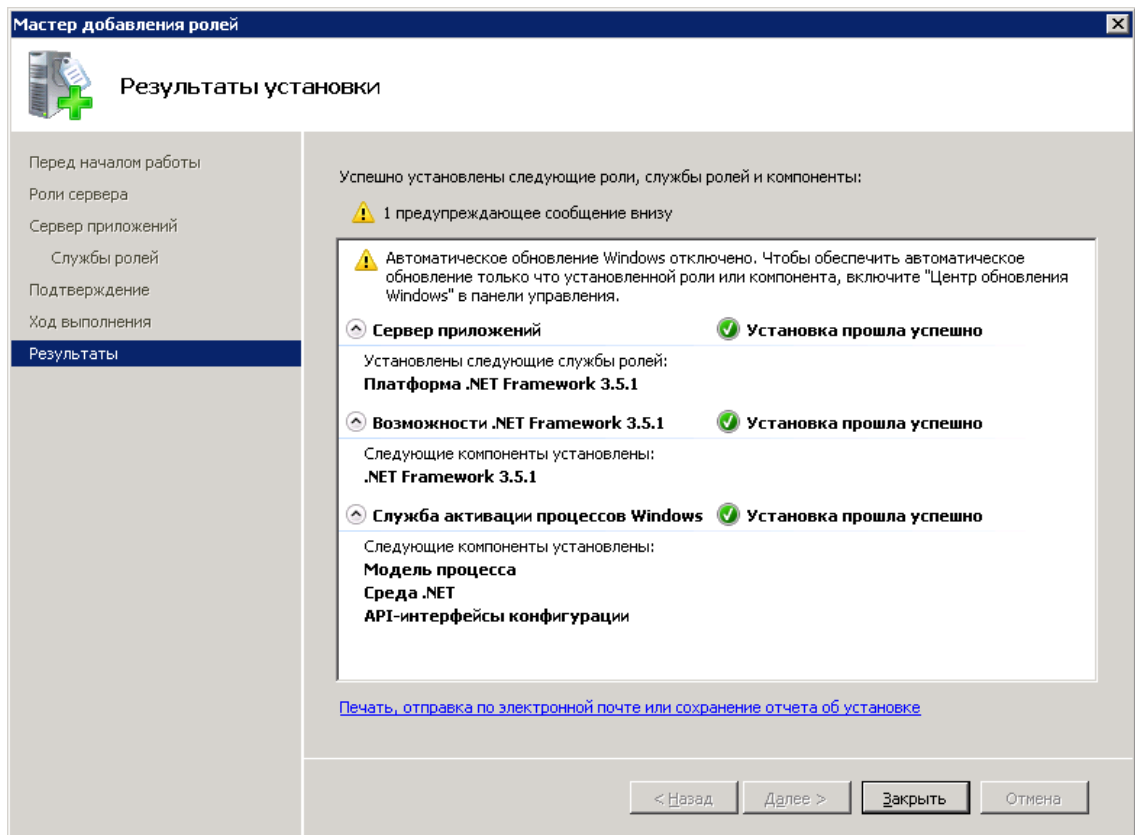 Мастер добавления ролей
Результаты установки
Перед началом работы
Роли сервера
Сервер приложений
Службы ролей
Подтверждение
Ход выполнения
Результаты
Успешно установлены следующие роли, службы ролей и компоненты:
1 предупреждающее сообщение внизу
Автоматическое обновление Windows отключено. Чтобы обеспечить автоматическое
обновление только что установленной роли или компонента, включите "Центр обновления
Windows" в панели управления.
Сервер приложений Установка прошла успешно
Установлены следующие службы ролей:
Платформа .NET Framework 3.5.1
Возможности .NET Framework 3.5.1 Установка прошла успешно
Следующие компоненты установлены:
.NET Framework 3.5.1
Служба активации процессов Windows Установка прошла успешно
Следующие компоненты установлены:
Модель процесса
Среда .NET
API-интерфейсы конфигурации
Печать, отправка по электронной почте или сохранение отчета об установке
< Назад Далее > Закрыть Отмена